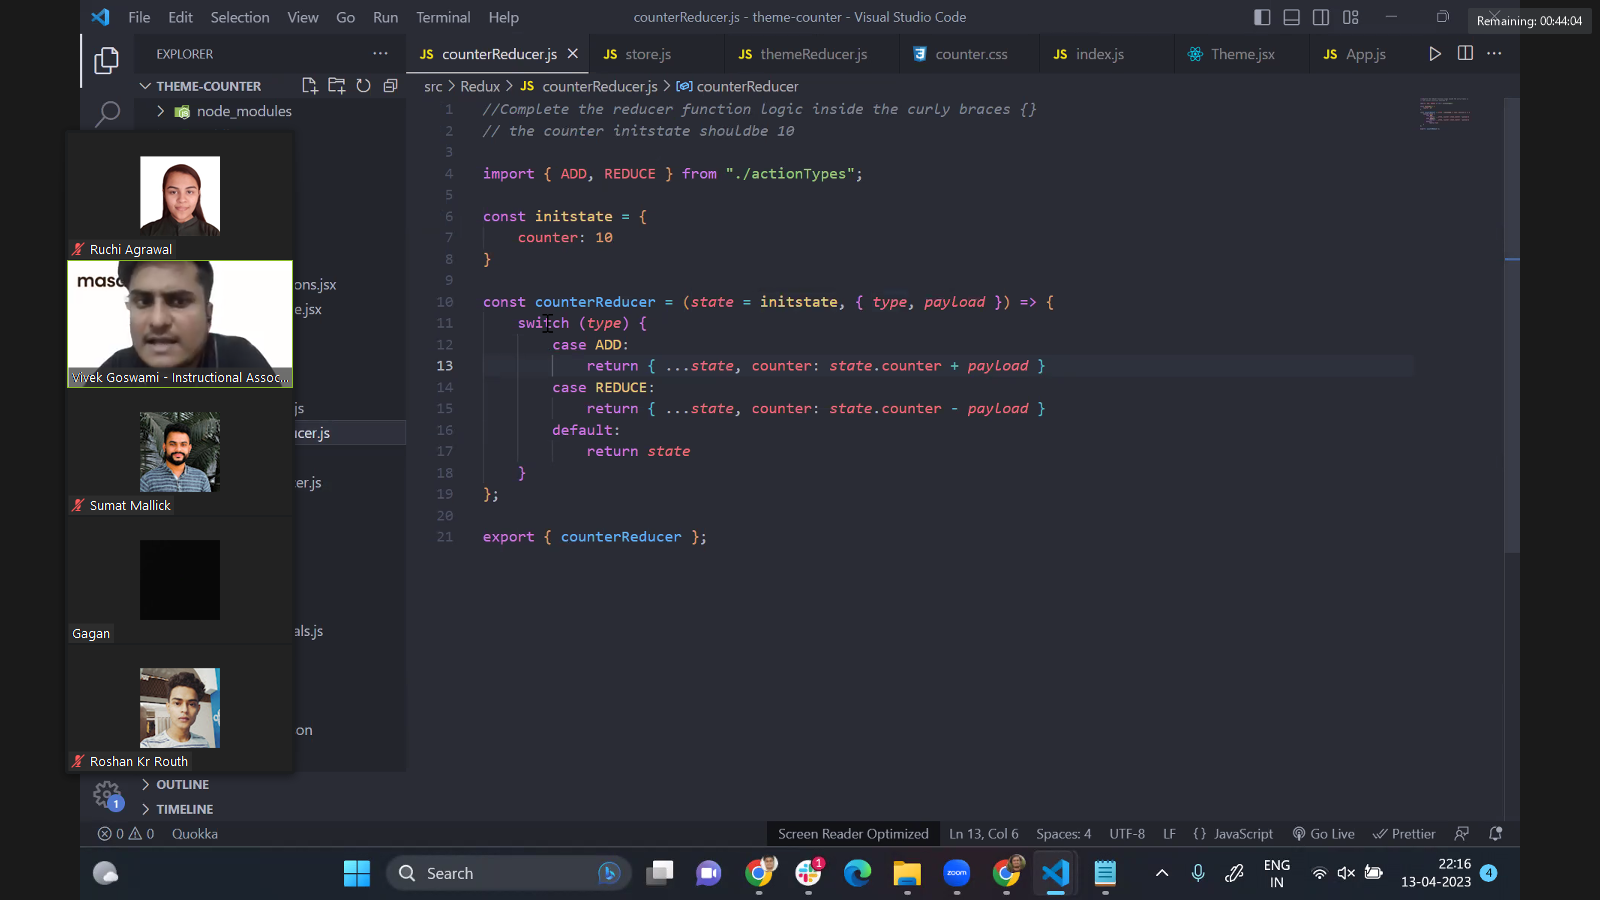 File Edit Selection View Go Run Terminal Help
counterReducer.js - theme-counter - Visual Studio Code
Remaining: 00:44:04
EXPLORER
JS counterReducer.js
JS store.js
JS themeReducer.js
counter.css
JS index.js
Theme.jsx
JS App.js
THEME-COUNTER
node_modules
src > Redux > JS counterReducer.js > counterReducer
1 //Complete the reducer function logic inside the curly braces {}
2 // the counter initstate shouldbe 10
3
4 import { ADD, REDUCE } from "./actionTypes";
5
6 const initstate = {
7 counter: 10
8 }
9
10 const counterReducer = (state = initstate, { type, payload }) => {
11 switch (type) {
12 case ADD:
13 return { ...state, counter: state.counter + payload }
14 case REDUCE:
15 return { ...state, counter: state.counter - payload }
16 default:
17 return state
18 }
19 };
20
21 export { counterReducer };
Ruchi Agrawal
masa
Vivek Goswami - Instructional Assoc...
Sumat Mallick
Gagan
Roshan Kr Routh
ons.jsx
e.jsx
js
ucer.js
er.js
als.js
on
OUTLINE
TIMELINE
1
0 0 Quokka
Screen Reader Optimized Ln 13, Col 6 Spaces: 4 UTF-8 LF {} JavaScript Go Live Prettier
Search
1
zoom
ENG
IN
22:16
13-04-2023
4